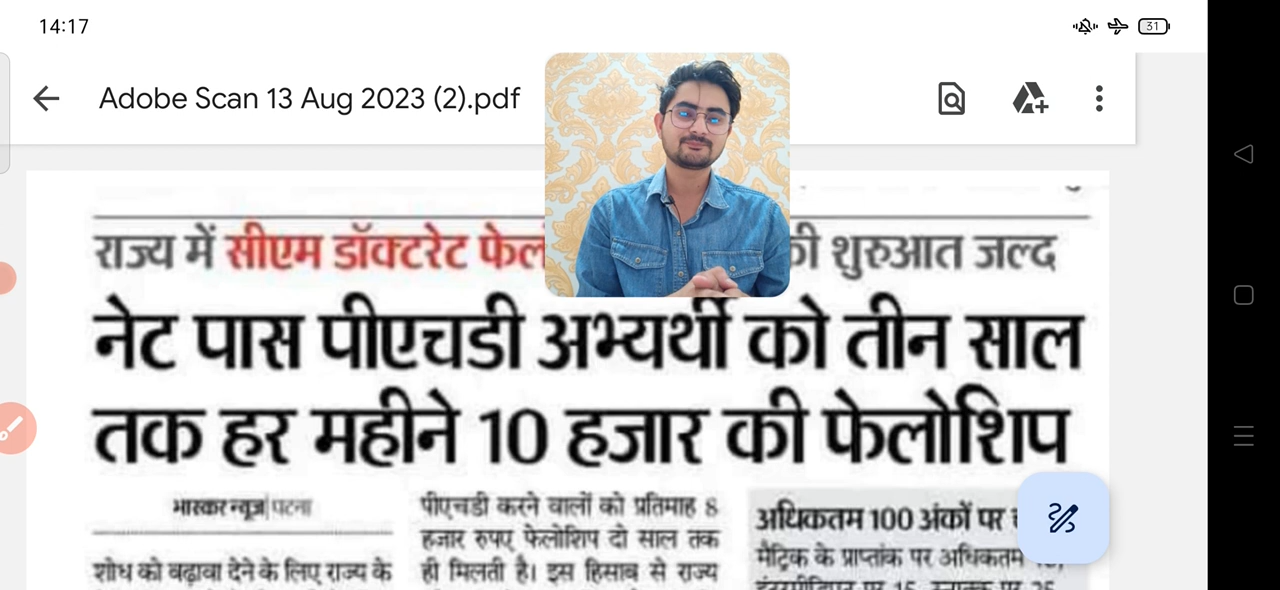 14:17
31
Adobe Scan 13 Aug 2023 (2).pdf
राज्य में सीएम डॉक्टरेट शुरुआत जल्द
नेट पास पीएचडी अभ्यर्थी को तीन साल
तक हर महीने 10 हजार की फेलोशिप
भास्कर न्यूज|पटना
शोध को बढ़ावा देने के लिए राज्य के
पीएचडी करने वालों को प्रतिमाह 8
हजार रुपए फेलोशिप दो साल तक
ही मिलती है। इस हिसाब से राज्य
अधिकतम 100 अंकों पर
मैट्रिक के प्राप्तांक पर अधिकतम